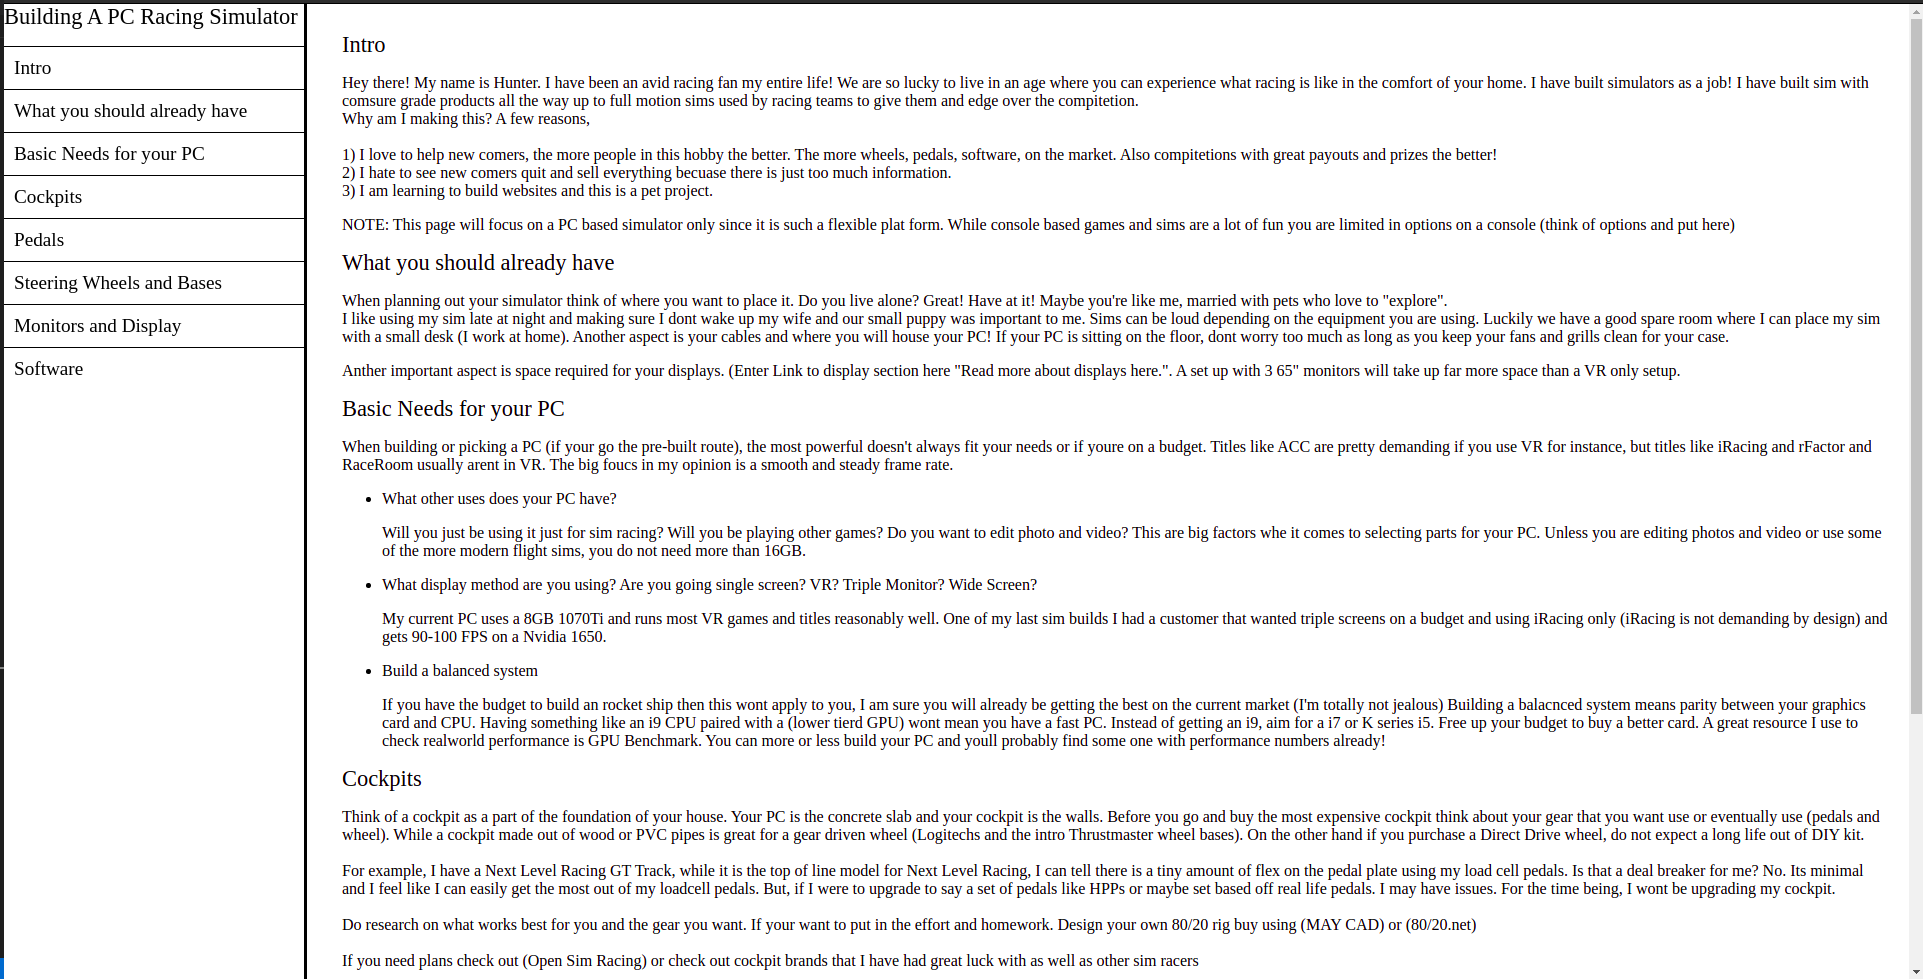 Building A PC Racing Simulator
Intro
What you should already have
Basic Needs for your PC
Cockpits
Pedals
Steering Wheels and Bases
Monitors and Display
Software
Intro
Hey there! My name is Hunter. I have been an avid racing fan my entire life! We are so lucky to live in an age where you can experience what racing is like in the comfort of your home. I have built simulators as a job! I have built sim with
comsure grade products all the way up to full motion sims used by racing teams to give them and edge over the compitetion.
Why am I making this? A few reasons,
1) I love to help new comers, the more people in this hobby the better. The more wheels, pedals, software, on the market. Also compitetions with great payouts and prizes the better!
2) I hate to see new comers quit and sell everything becuase there is just too much information.
3) I am learning to build websites and this is a pet project.
NOTE: This page will focus on a PC based simulator only since it is such a flexible plat form. While console based games and sims are a lot of fun you are limited in options on a console (think of options and put here)
What you should already have
When planning out your simulator think of where you want to place it. Do you live alone? Great! Have at it! Maybe you're like me, married with pets who love to "explore".
I like using my sim late at night and making sure I dont wake up my wife and our small puppy was important to me. Sims can be loud depending on the equipment you are using. Luckily we have a good spare room where I can place my sim
with a small desk (I work at home). Another aspect is your cables and where you will house your PC! If your PC is sitting on the floor, dont worry too much as long as you keep your fans and grills clean for your case.
Anther important aspect is space required for your displays. (Enter Link to display section here "Read more about displays here.". A set up with 3 65" monitors will take up far more space than a VR only setup.
Basic Needs for your PC
When building or picking a PC (if your go the pre-built route), the most powerful doesn't always fit your needs or if youre on a budget. Titles like ACC are pretty demanding if you use VR for instance, but titles like iRacing and rFactor and
RaceRoom usually arent in VR. The big foucs in my opinion is a smooth and steady frame rate.
• What other uses does your PC have?
Will you just be using it just for sim racing? Will you be playing other games? Do you want to edit photo and video? This are big factors whe it comes to selecting parts for your PC. Unless you are editing photos and video or use some
of the more modern flight sims, you do not need more than 16GB.
• What display method are you using? Are you going single screen? VR? Triple Monitor? Wide Screen?
My current PC uses a 8GB 1070Ti and runs most VR games and titles reasonably well. One of my last sim builds I had a customer that wanted triple screens on a budget and using iRacing only (iRacing is not demanding by design) and
gets 90-100 FPS on a Nvidia 1650.
• Build a balanced system
If you have the budget to build an rocket ship then this wont apply to you, I am sure you will already be getting the best on the current market (I'm totally not jealous) Building a balacnced system means parity between your graphics
card and CPU. Having something like an i9 CPU paired with a (lower tierd GPU) wont mean you have a fast PC. Instead of getting an i9, aim for a i7 or K series i5. Free up your budget to buy a better card. A great resource I use to
check realworld performance is GPU Benchmark. You can more or less build your PC and youll probably find some one with performance numbers already!
Cockpits
Think of a cockpit as a part of the foundation of your house. Your PC is the concrete slab and your cockpit is the walls. Before you go and buy the most expensive cockpit think about your gear that you want use or eventually use (pedals and
wheel). While a cockpit made out of wood or PVC pipes is great for a gear driven wheel (Logitechs and the intro Thrustmaster wheel bases). On the other hand if you purchase a Direct Drive wheel, do not expect a long life out of DIY kit.
For example, I have a Next Level Racing GT Track, while it is the top of line model for Next Level Racing, I can tell there is a tiny amount of flex on the pedal plate using my load cell pedals. Is that a deal breaker for me? No. Its minimal
and I feel like I can easily get the most out of my loadcell pedals. But, if I were to upgrade to say a set of pedals like HPPs or maybe set based off real life pedals. I may have issues. For the time being, I wont be upgrading my cockpit.
Do research on what works best for you and the gear you want. If your want to put in the effort and homework. Design your own 80/20 rig buy using (MAY CAD) or (80/20.net)
If you need plans check out (Open Sim Racing) or check out cockpit brands that I have had great luck with as well as other sim racers